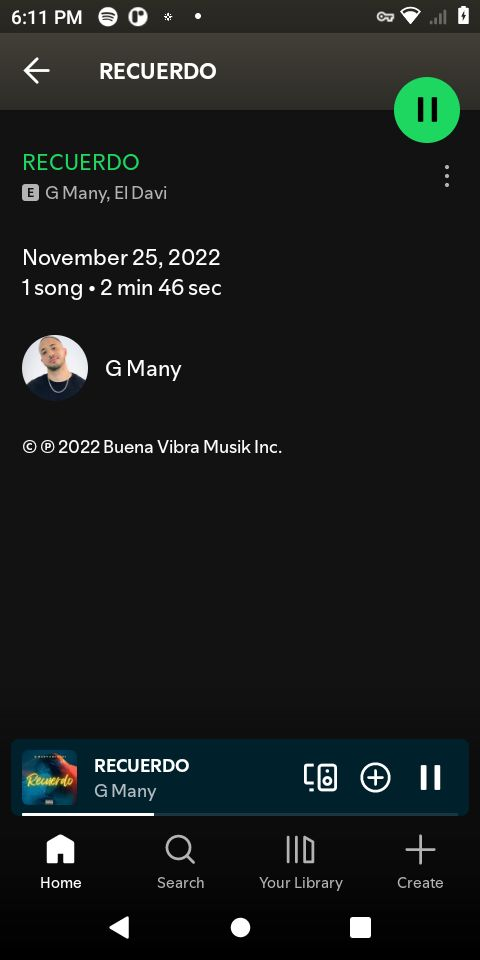 6:11 PM
RECUERDO
RECUERDO
E G Many, El Davi
November 25, 2022
1 song • 2 min 46 sec
G Many
© ℗ 2022 Buena Vibra Musik Inc.
Recuerdo
RECUERDO
G Many
Home
Search
Your Library
Create